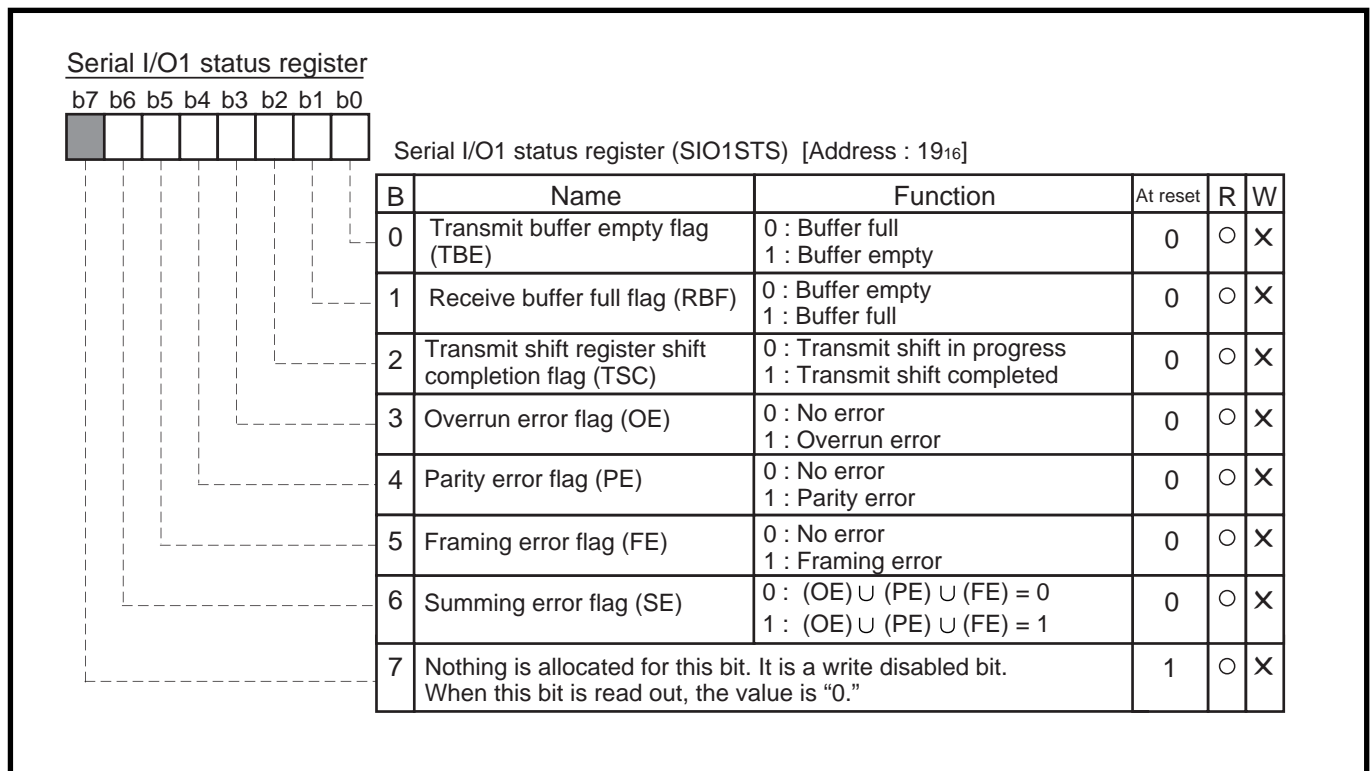 Serial I/O1 status register
b7 b6 b5 b4 b3 b2 b1 b0
Serial I/O1 status register (SIO1STS) [Address : 19₁₆]
B Name Function At reset R W
0 Transmit buffer empty flag (TBE) 0 : Buffer full
1 : Buffer empty 0 ○ ×
1 Receive buffer full flag (RBF) 0 : Buffer empty
1 : Buffer full 0 ○ ×
2 Transmit shift register shift completion flag (TSC) 0 : Transmit shift in progress
1 : Transmit shift completed 0 ○ ×
3 Overrun error flag (OE) 0 : No error
1 : Overrun error 0 ○ ×
4 Parity error flag (PE) 0 : No error
1 : Parity error 0 ○ ×
5 Framing error flag (FE) 0 : No error
1 : Framing error 0 ○ ×
6 Summing error flag (SE) 0 : (OE) ∪ (PE) ∪ (FE) = 0
1 : (OE) ∪ (PE) ∪ (FE) = 1 0 ○ ×
7 Nothing is allocated for this bit. It is a write disabled bit.
When this bit is read out, the value is “0.” 1 ○ ×